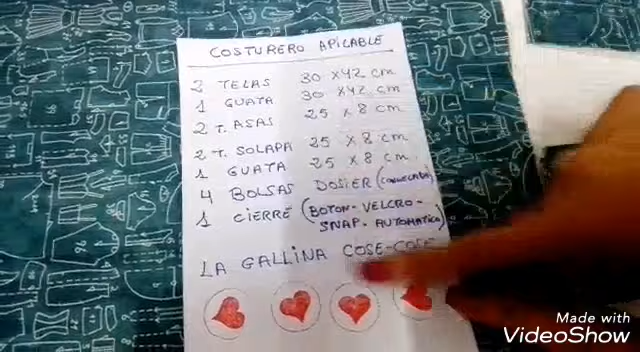 COSTURERO APILABLE
2 TELAS 30 X 42 cm
1 GUATA 30 X 42 cm
2 T. ASAS 25 X 8 cm
2 T. SOLAPA 25 X 8 cm
1 GUATA 25 X 8 cm
4 BOLSAS DOSIER
1 CIERRE (BOTON-VELCRO-
SNAP-AUTOMATICO)
LA GALLINA COSE-COSE
Made with
VideoShow